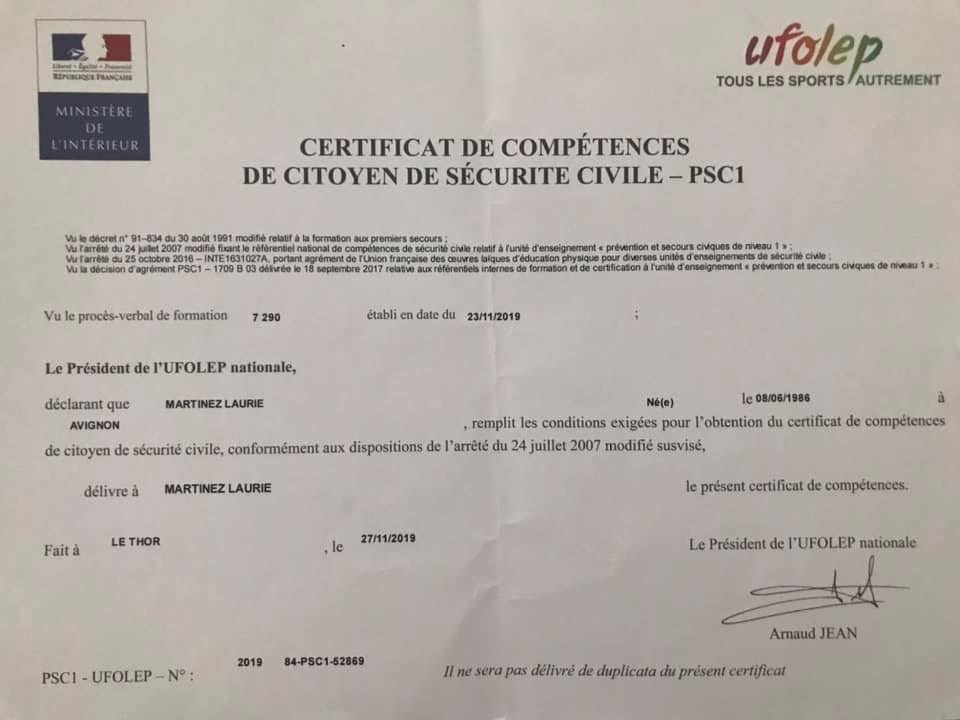 Liberté • Égalité • Fraternité
RÉPUBLIQUE FRANÇAISE
MINISTÈRE
DE
L'INTÉRIEUR
ufolep
TOUS LES SPORTS AUTREMENT
CERTIFICAT DE COMPÉTENCES
DE CITOYEN DE SÉCURITE CIVILE – PSC1
Vu le décret n° 91–834 du 30 août 1991 modifié relatif à la formation aux premiers secours ;
Vu l'arrêté du 24 juillet 2007 modifié fixant le référentiel national de compétences de sécurité civile relatif à l'unité d'enseignement « prévention et secours civiques de niveau 1 » ;
Vu l'arrêté du 25 octobre 2016 – INTE1631027A, portant agrément de l'Union française des œuvres laïques d'éducation physique pour diverses unités d'enseignements de sécurité civile ;
Vu la décision d'agrément PSC1 – 1709 B 03 délivrée le 18 septembre 2017 relative aux référentiels internes de formation et de certification à l'unité d'enseignement « prévention et secours civiques de niveau 1 » ;
Vu le procès-verbal de formation 7 290 établi en date du 23/11/2019 ;
Le Président de l'UFOLEP nationale,
déclarant que MARTINEZ LAURIE Né(e) le 08/06/1986 à
AVIGNON , remplit les conditions exigées pour l'obtention du certificat de compétences
de citoyen de sécurité civile, conformément aux dispositions de l'arrêté du 24 juillet 2007 modifié susvisé,
délivre à MARTINEZ LAURIE le présent certificat de compétences.
Fait à LE THOR , le 27/11/2019
Le Président de l'UFOLEP nationale
Arnaud JEAN
PSC1 - UFOLEP – N° : 2019 84-PSC1-52869
Il ne sera pas délivré de duplicata du présent certificat